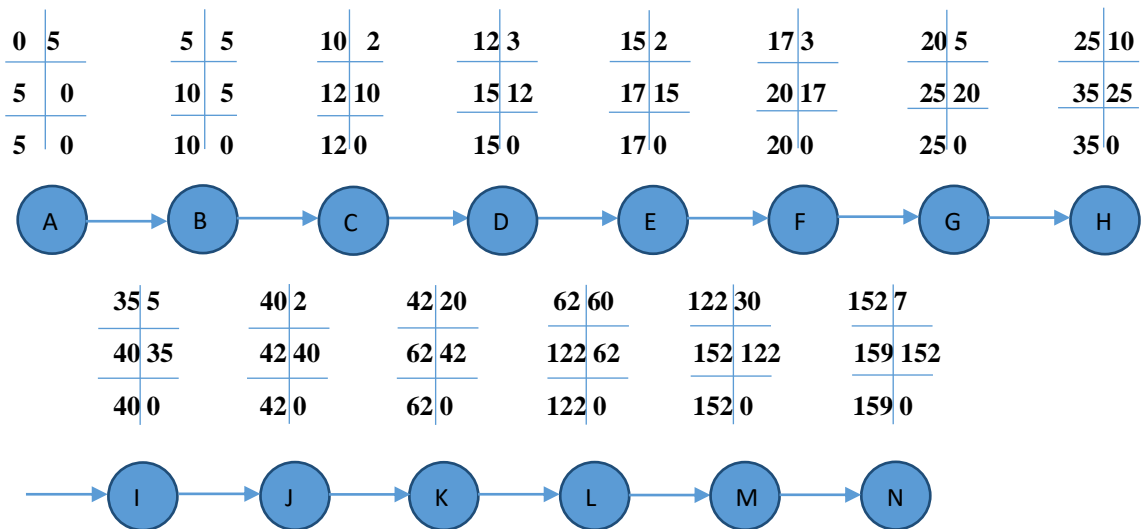 0 5 5 5 10 2 12 3 15 2 17 3 20 5 25 10
5 0 10 5 12 10 15 12 17 15 20 17 25 20 35 25
5 0 10 0 12 0 15 0 17 0 20 0 25 0 35 0
A B C D E F G H
35 5 40 2 42 20 62 60 122 30 152 7
40 35 42 40 62 42 122 62 152 122 159 152
40 0 42 0 62 0 122 0 152 0 159 0
I J K L M N